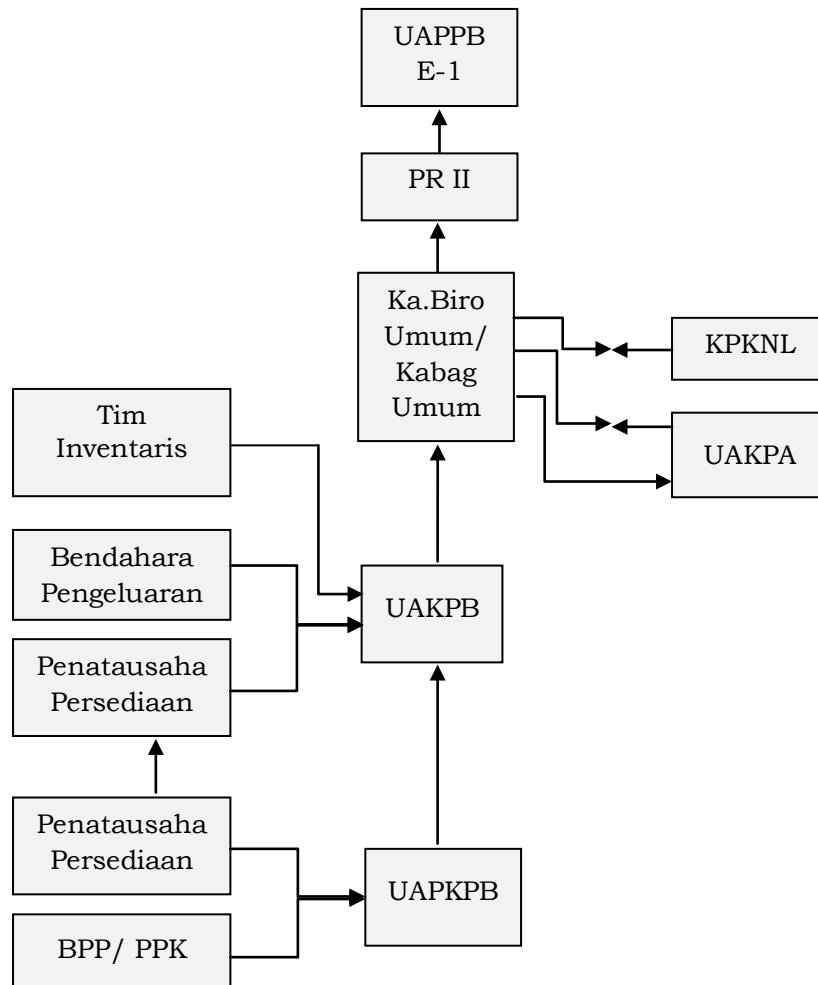 UAPPB
E-1
PR II
Ka.Biro
Umum/
Kabag
Umum
KPKNL
UAKPA
Tim
Inventaris
Bendahara
Pengeluaran
UAKPB
Penatausaha
Persediaan
Penatausaha
Persediaan
UAPKPB
BPP/ PPK